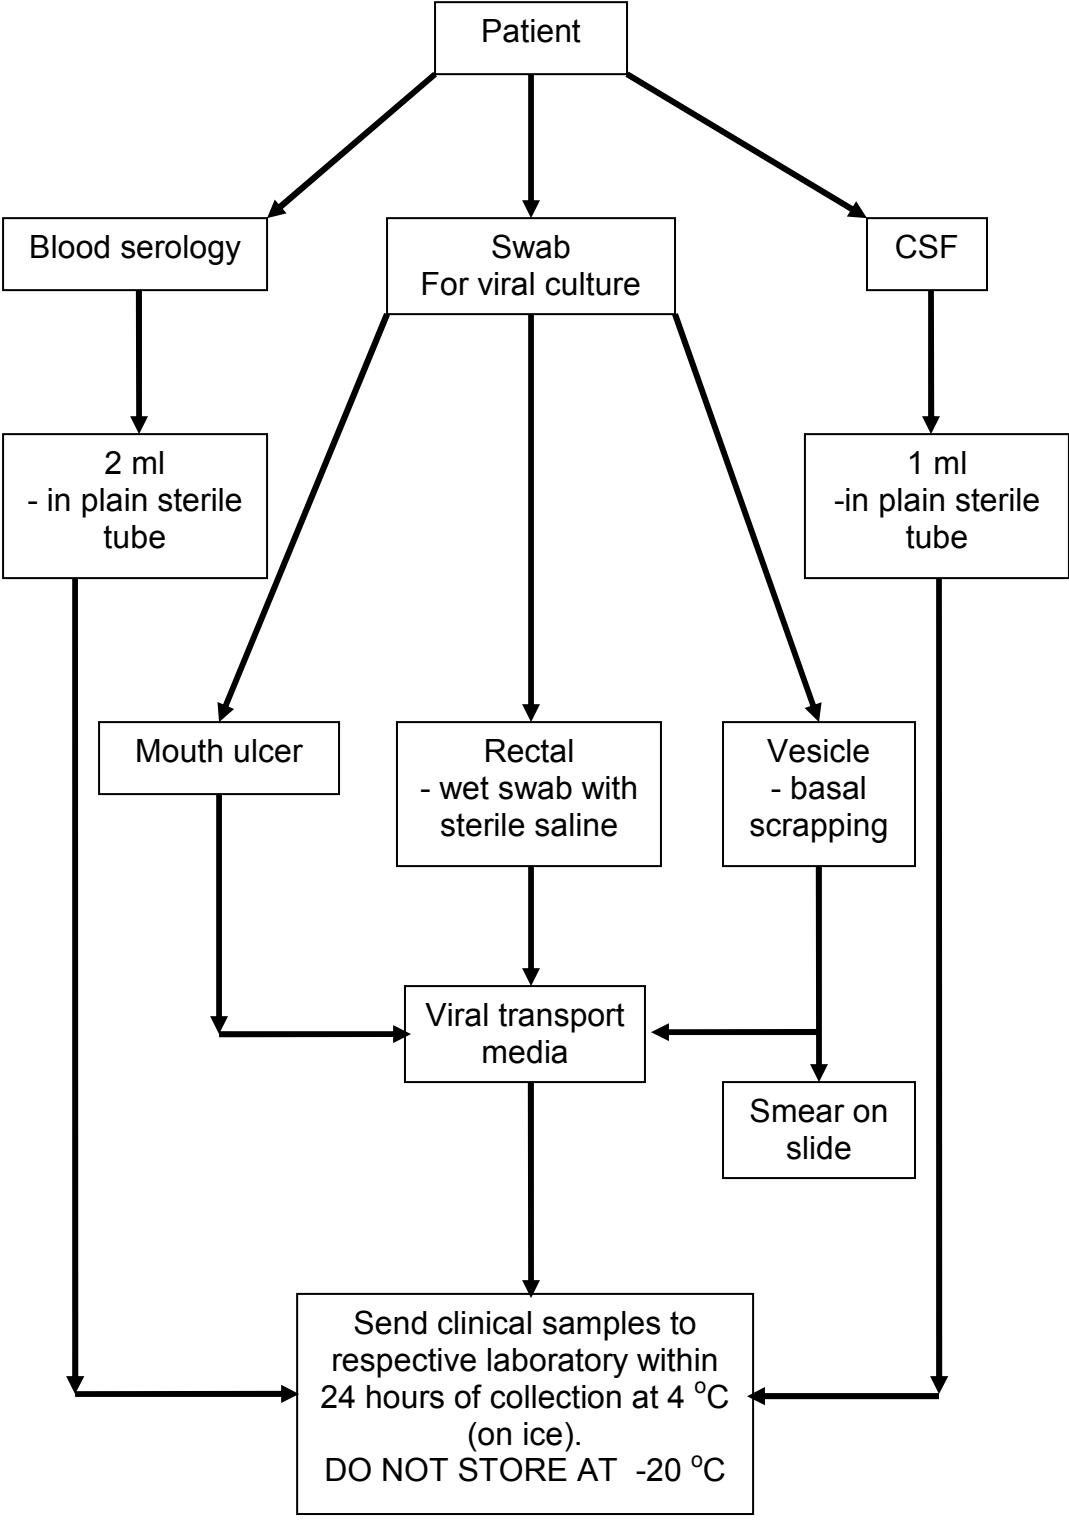 Patient
Blood serology
Swab
For viral culture
CSF
2 ml
- in plain sterile
tube
1 ml
-in plain sterile
tube
Mouth ulcer
Rectal
- wet swab with
sterile saline
Vesicle
- basal
scrapping
Viral transport
media
Smear on
slide
Send clinical samples to
respective laboratory within
24 hours of collection at 4 °C
(on ice).
DO NOT STORE AT -20 °C